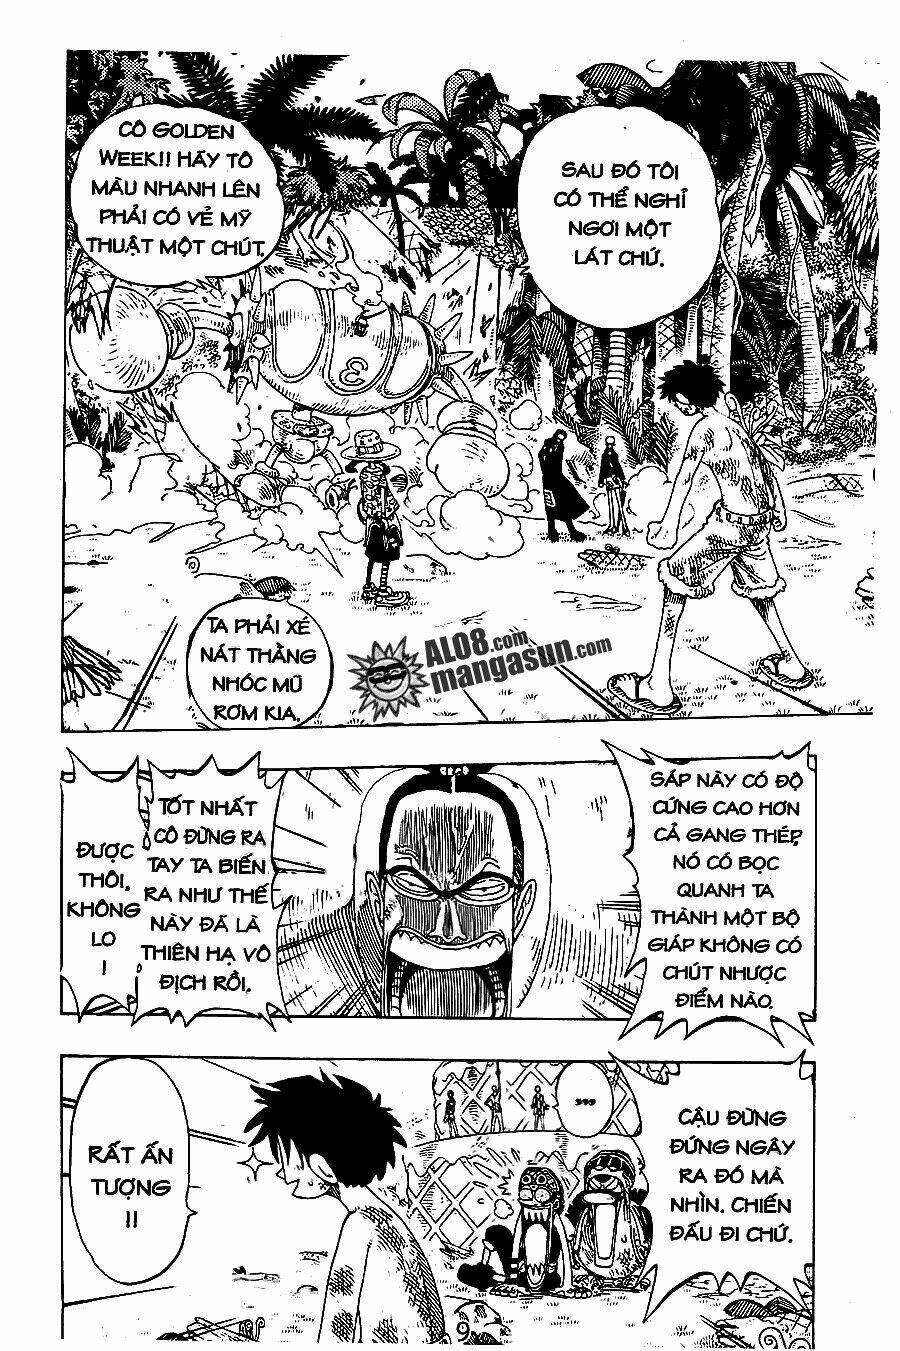 SAU ĐÓ TÔI
CÓ THỂ NGHỈ
NGƠI MỘT
LÁT CHỨ.
CÔ GOLDEN
WEEK!! HÃY TÔ
MÀU NHANH LÊN
PHẢI CÓ VẺ MỸ
THUẬT MỘT CHÚT.
3
TA PHẢI XÉ
NÁT THẰNG
NHÓC MŨ
RƠM KIA.
AL08.com
mangasun.com
SÁP NÀY CÓ ĐỘ
CỨNG CAO HƠN
CẢ GANG THÉP,
NÓ CÓ BỌC
QUANH TA
THÀNH MỘT BỘ
GIÁP KHÔNG CÓ
CHÚT NHƯỢC
ĐIỂM NÀO.
TỐT NHẤT
CÔ ĐỪNG RA
TAY TA BIẾN
RA NHƯ THẾ
NÀY ĐÃ LÀ
THIÊN HẠ VÔ
ĐỊCH RỒI.
ĐƯỢC
THÔI.
KHÔNG
LO
!
CẬU ĐỪNG
ĐỨNG NGÂY
RA ĐÓ MÀ
NHÌN. CHIẾN
ĐẤU ĐI CHỨ.
???
RẤT ẤN
TƯỢNG
!!
9